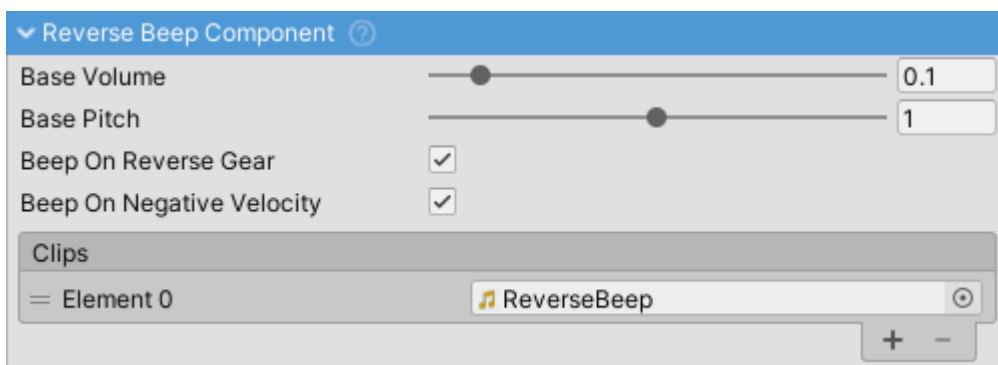 Reverse Beep Component ?
Base Volume 0.1
Base Pitch 1
Beep On Reverse Gear
Beep On Negative Velocity
Clips
Element 0 ReverseBeep
+ −